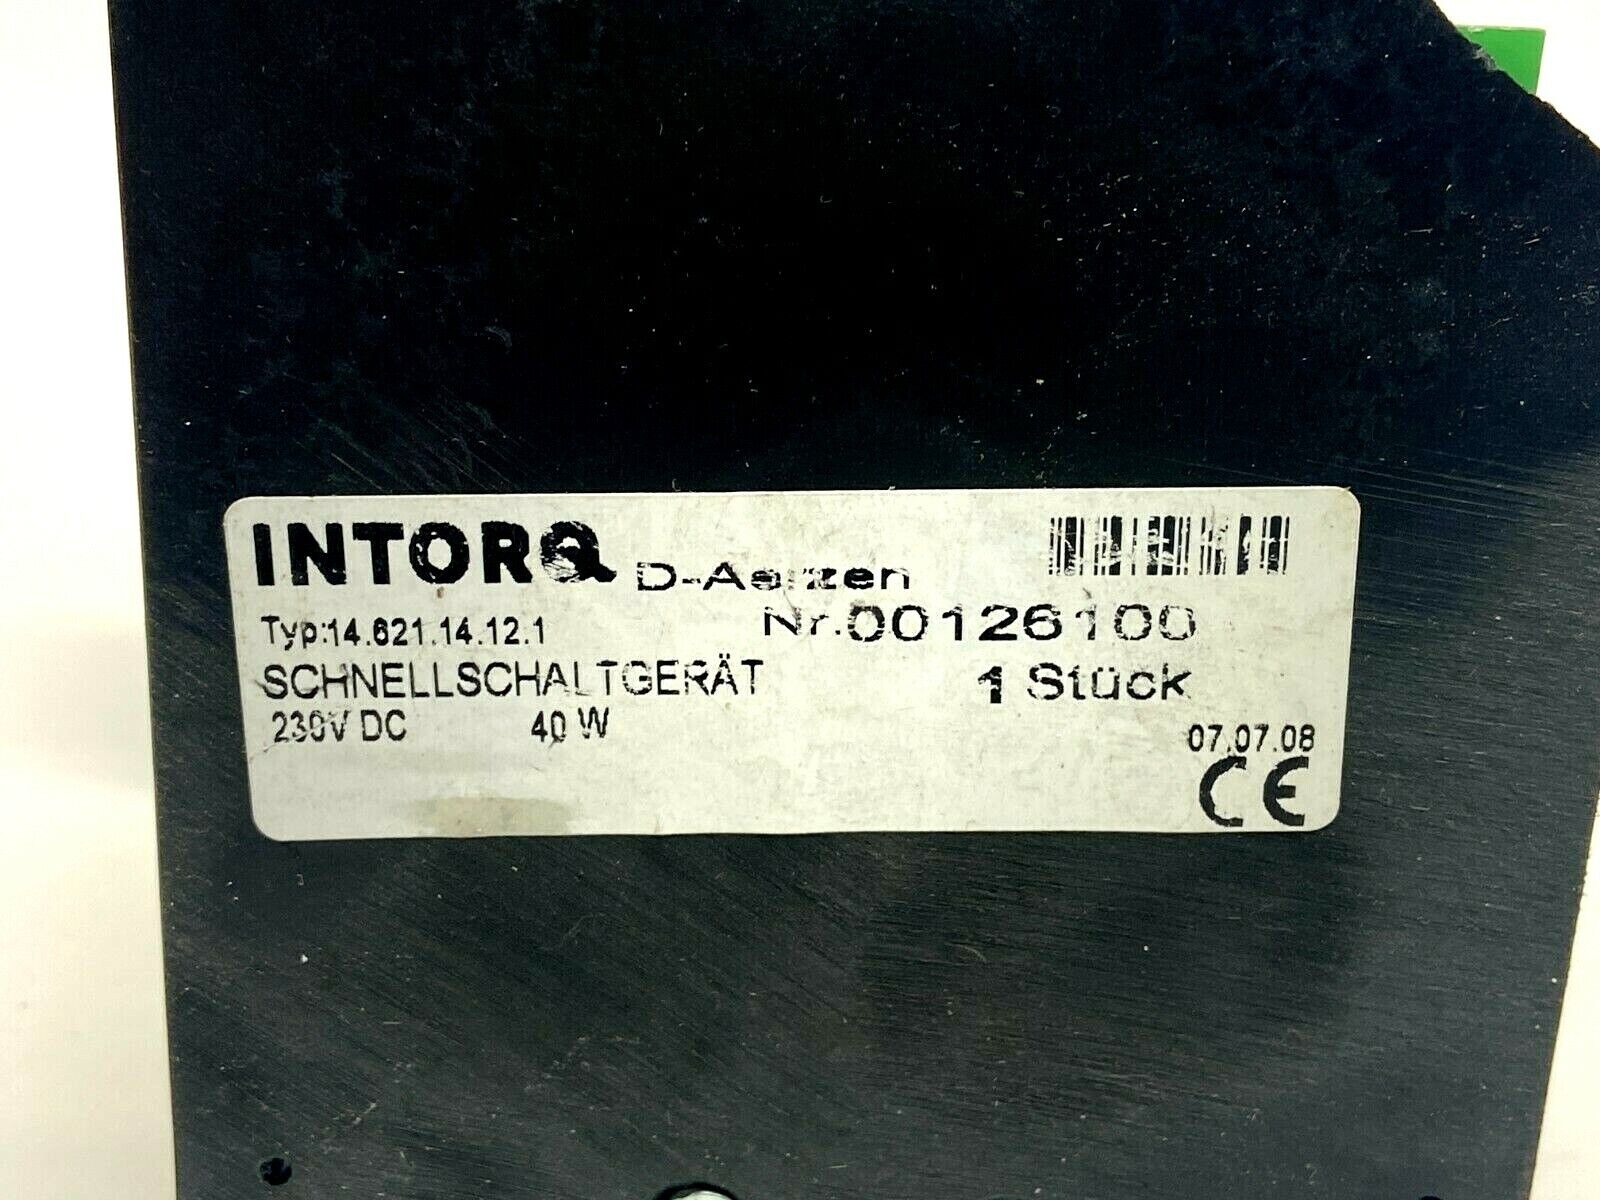 INTORQ D-Aerzen
Typ:14.621.14.12.1 Nr.00126100
SCHNELLSCHALTGERÄT 1 Stück
230V DC 40 W 07.07.08
CE